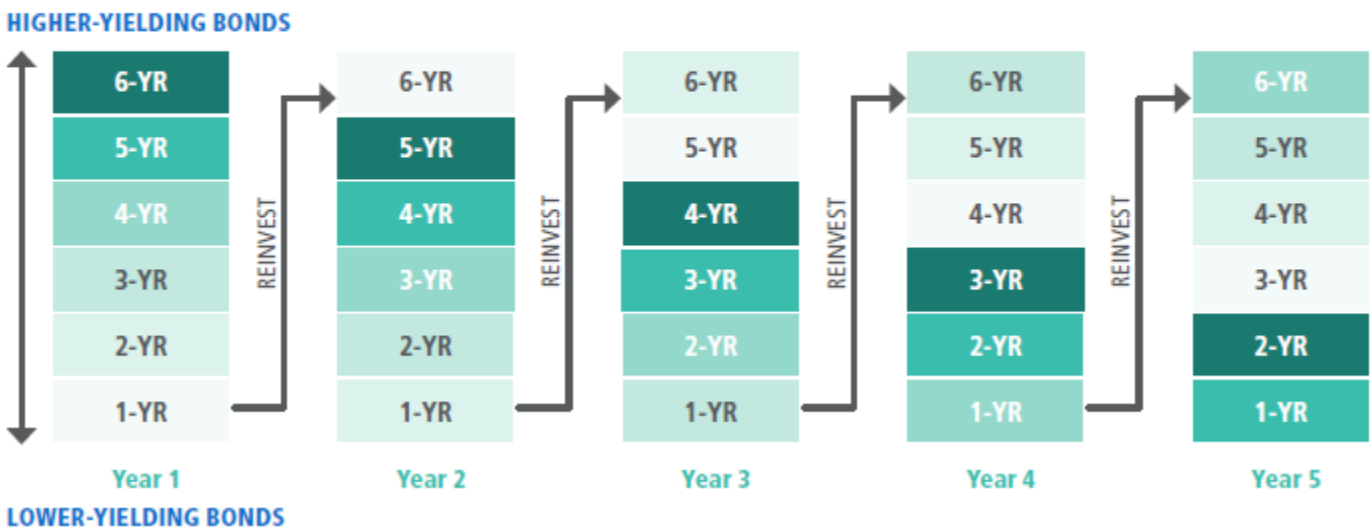 HIGHER-YIELDING BONDS
6-YR 6-YR 6-YR 6-YR 6-YR
5-YR 5-YR 5-YR 5-YR 5-YR
4-YR 4-YR 4-YR 4-YR 4-YR
REINVEST REINVEST REINVEST REINVEST
3-YR 3-YR 3-YR 3-YR 3-YR
2-YR 2-YR 2-YR 2-YR 2-YR
1-YR 1-YR 1-YR 1-YR 1-YR
Year 1 Year 2 Year 3 Year 4 Year 5
LOWER-YIELDING BONDS